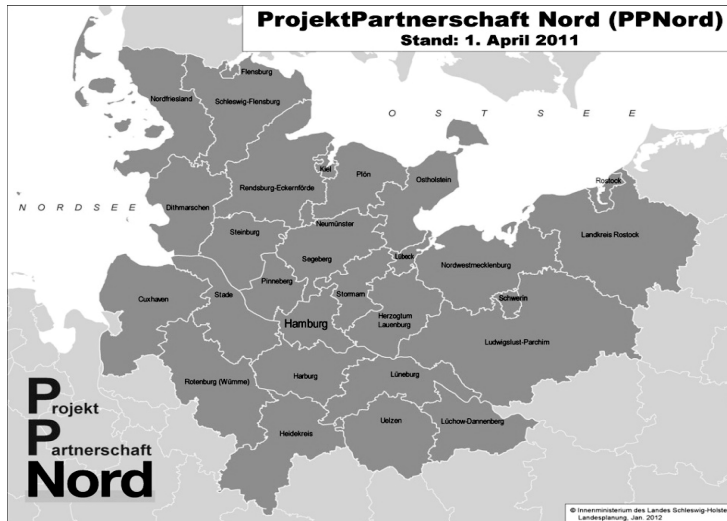 ProjektPartnerschaft Nord (PPNord)
Stand: 1. April 2011
Flensburg
Nordfriesland
Schleswig-Flensburg
O S T S E E
Kiel
Plön
Ostholstein
Rostock
Rendsburg-Eckernförde
N O R D S E E
Dithmarschen
Neumünster
Steinburg
Landkreis Rostock
Lübeck
Segeberg
Nordwestmecklenburg
Pinneberg
Cuxhaven
Stade
Stormarn
Schwerin
Herzogtum
Lauenburg
Hamburg
Ludwigslust-Parchim
Harburg
Lüneburg
Rotenburg (Wümme)
Uelzen
Lüchow-Dannenberg
Heidekreis
Projekt
Partnerschaft
Nord
© Innenministerium des Landes Schleswig-Holste
Landesplanung, Jan. 2012